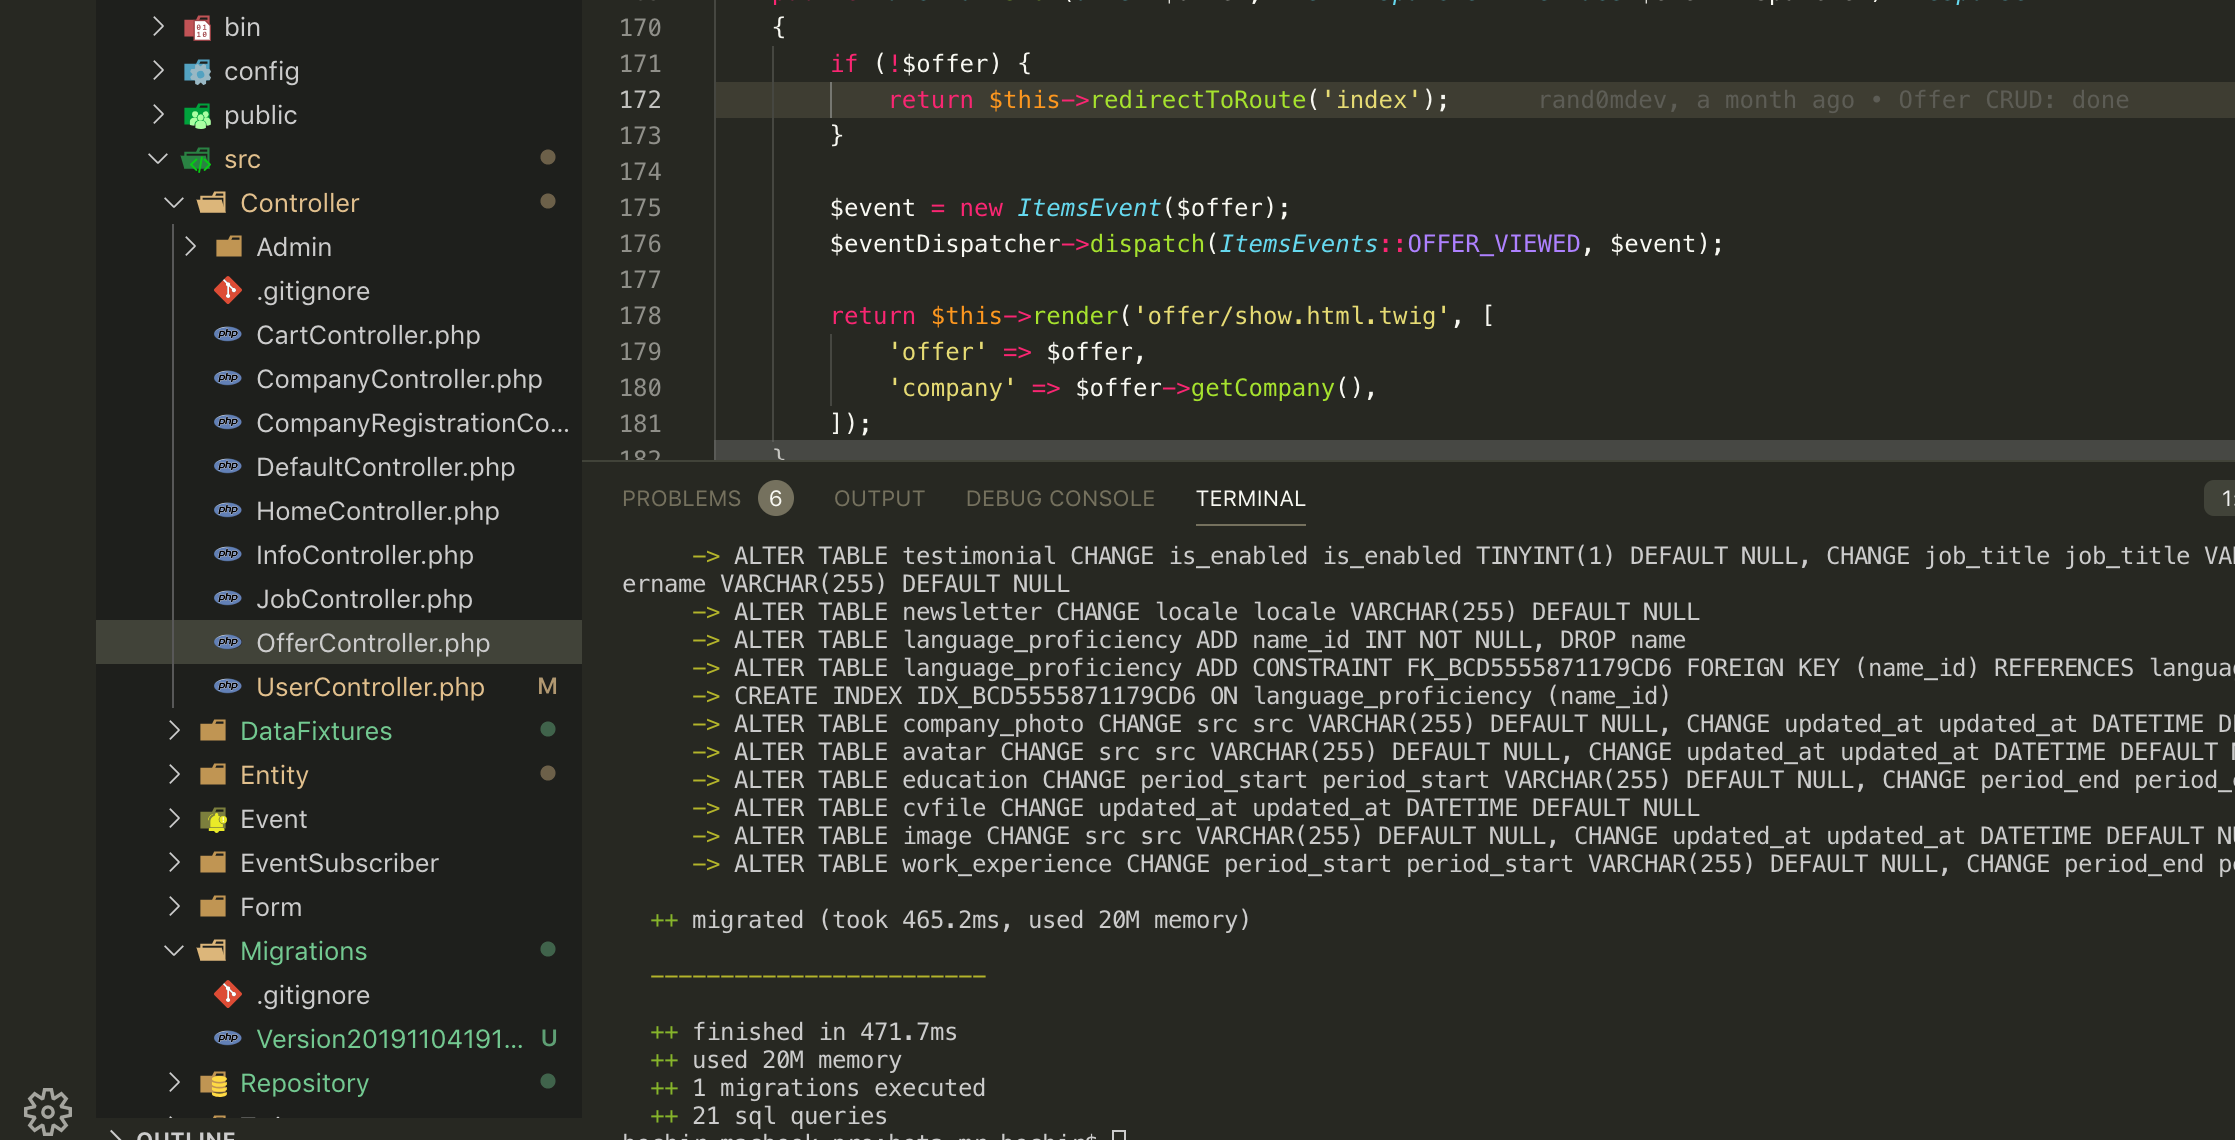 bin
config
public
src
Controller
Admin
.gitignore
CartController.php
CompanyController.php
CompanyRegistrationCo...
DefaultController.php
HomeController.php
InfoController.php
JobController.php
OfferController.php
UserController.php M
DataFixtures
Entity
Event
EventSubscriber
Form
Migrations
.gitignore
Version20191104191... U
Repository
OUTLINE
170 {
171 if (!$offer) {
172 return $this->redirectToRoute('index'); rand0mdev, a month ago • Offer CRUD: done
173 }
174
175 $event = new ItemsEvent($offer);
176 $eventDispatcher->dispatch(ItemsEvents::OFFER_VIEWED, $event);
177
178 return $this->render('offer/show.html.twig', [
179 'offer' => $offer,
180 'company' => $offer->getCompany(),
181 ]);
182 }
PROBLEMS 6 OUTPUT DEBUG CONSOLE TERMINAL
-> ALTER TABLE testimonial CHANGE is_enabled is_enabled TINYINT(1) DEFAULT NULL, CHANGE job_title job_title VAR
ername VARCHAR(255) DEFAULT NULL
-> ALTER TABLE newsletter CHANGE locale locale VARCHAR(255) DEFAULT NULL
-> ALTER TABLE language_proficiency ADD name_id INT NOT NULL, DROP name
-> ALTER TABLE language_proficiency ADD CONSTRAINT FK_BCD5555871179CD6 FOREIGN KEY (name_id) REFERENCES languag
-> CREATE INDEX IDX_BCD5555871179CD6 ON language_proficiency (name_id)
-> ALTER TABLE company_photo CHANGE src src VARCHAR(255) DEFAULT NULL, CHANGE updated_at updated_at DATETIME DE
-> ALTER TABLE avatar CHANGE src src VARCHAR(255) DEFAULT NULL, CHANGE updated_at updated_at DATETIME DEFAULT N
-> ALTER TABLE education CHANGE period_start period_start VARCHAR(255) DEFAULT NULL, CHANGE period_end period_e
-> ALTER TABLE cvfile CHANGE updated_at updated_at DATETIME DEFAULT NULL
-> ALTER TABLE image CHANGE src src VARCHAR(255) DEFAULT NULL, CHANGE updated_at updated_at DATETIME DEFAULT NU
-> ALTER TABLE work_experience CHANGE period_start period_start VARCHAR(255) DEFAULT NULL, CHANGE period_end pe
++ migrated (took 465.2ms, used 20M memory)
------------------------
++ finished in 471.7ms
++ used 20M memory
++ 1 migrations executed
++ 21 sql queries